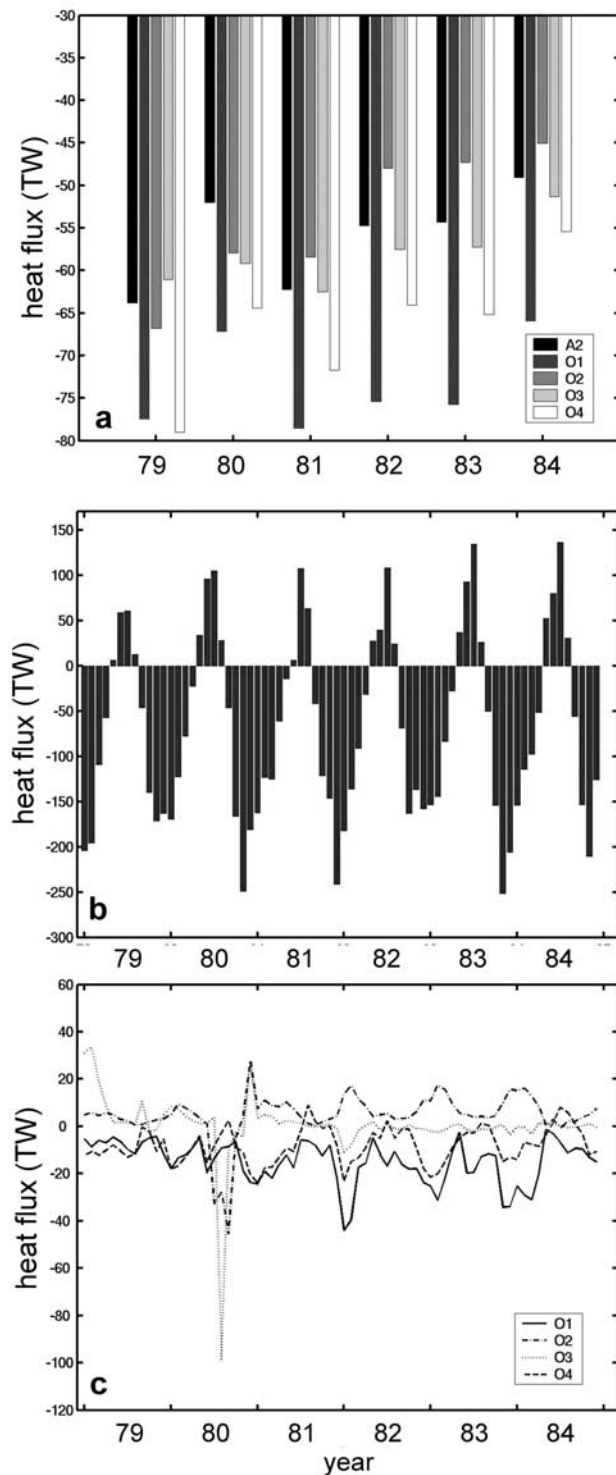 -30
-35
-40
-45
-50
-55
-60
-65
-70
-75
-80
heat flux (TW)
A2
O1
O2
O3
O4
a
79 80 81 82 83 84
150
100
50
0
-50
-100
-150
-200
-250
-300
heat flux (TW)
b
79 80 81 82 83 84
60
40
20
0
-20
-40
-60
-80
-100
-120
heat flux (TW)
O1
O2
O3
O4
c
79 80 81 82 83 84
year